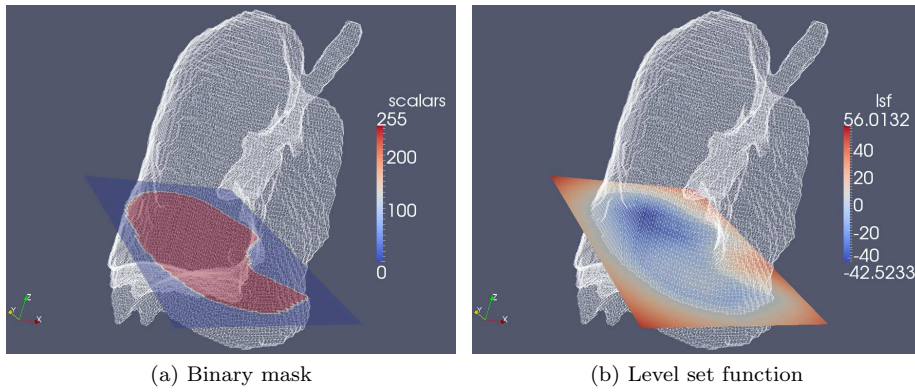 scalars
255
200
100
0
Z
Y
X
(a) Binary mask
lsf
56.0132
40
20
0
-20
-40
-42.5233
Z
Y
X
(b) Level set function